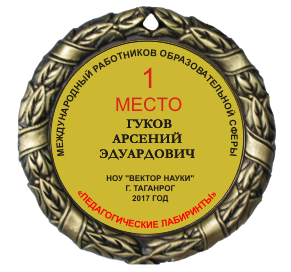 МЕЖДУНАРОДНЫЙ РАБОТНИКОВ ОБРАЗОВАТЕЛЬНОЙ СФЕРЫ
1
МЕСТО
ГУКОВ
АРСЕНИЙ
ЭДУАРДОВИЧ
НОУ "ВЕКТОР НАУКИ"
Г. ТАГАНРОГ
2017 ГОД
«ПЕДАГОГИЧЕСКИЕ ЛАБИРИНТЫ»